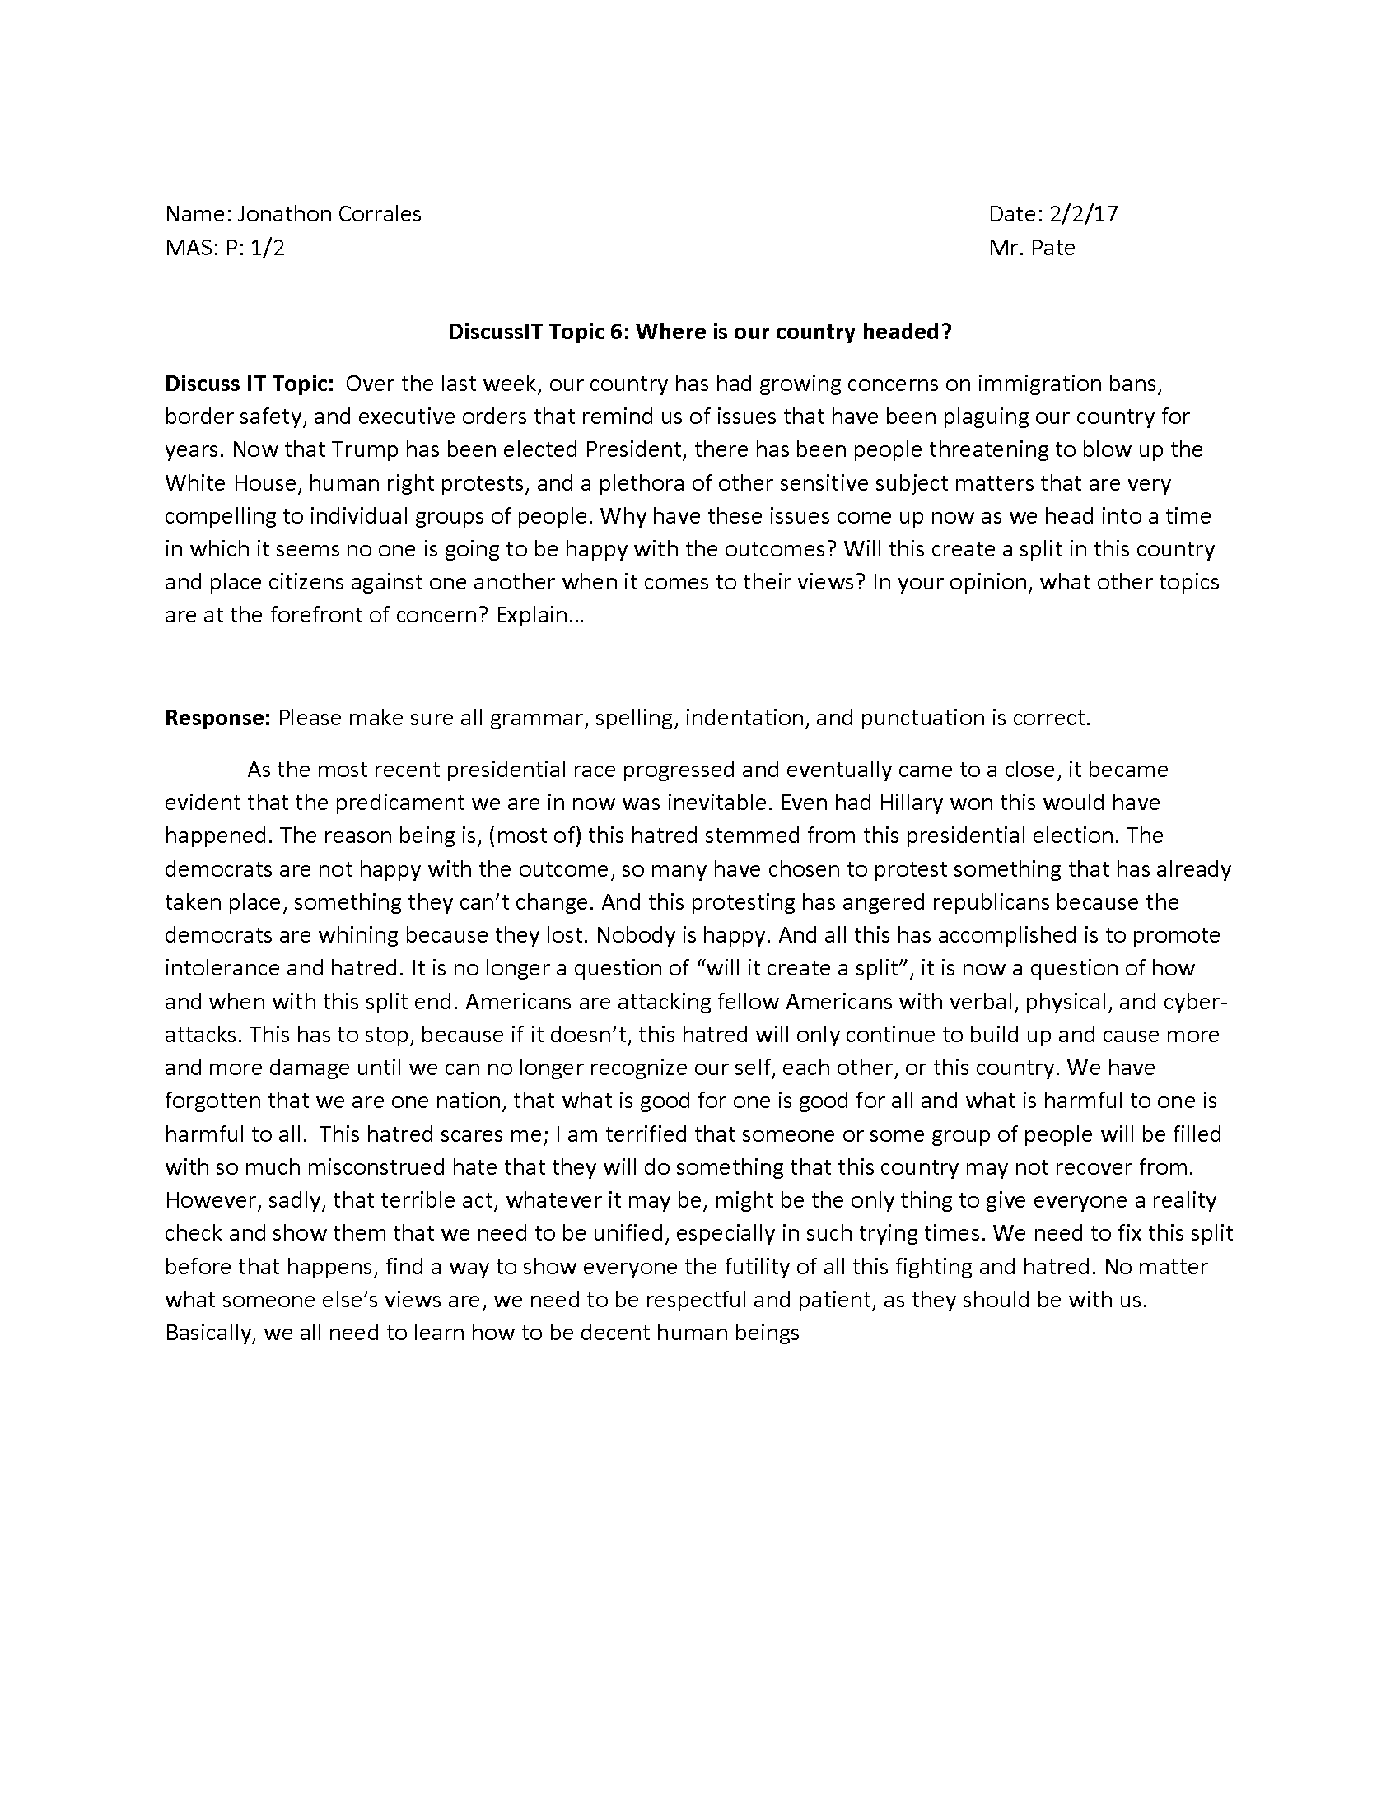 Name: Jonathon Corrales Date: 2/2/17
MAS: P: 1/2 Mr. Pate
DiscussIT Topic 6: Where is our country headed?
Discuss IT Topic:  Over the last week, our country has had growing concerns on immigration bans,
border safety, and executive orders that remind us of issues that have been plaguing our country for
years. Now that Trump has been elected President, there has been people threatening to blow up the
White House, human right protests, and a plethora of other sensitive subject matters that are very
compelling to individual groups of people. Why have these issues come up now as we head into a time
in which it seems no one is going to be happy with the outcomes? Will this create a split in this country
and place citizens against one another when it comes to their views? In your opinion, what other topics
are at the forefront of concern? Explain...
Response: Please make sure all grammar, spelling, indentation, and punctuation is correct.
As the most recent presidential race progressed and eventually came to a close, it became
evident that the predicament we are in now was inevitable. Even had Hillary won this would have
happened. The reason being is, (most of) this hatred stemmed from this presidential election. The
democrats are not happy with the outcome, so many have chosen to protest something that has already
taken place, something they can’t change. And this protesting has angered republicans because the
democrats are whining because they lost. Nobody is happy. And all this has accomplished is to promote
intolerance and hatred. It is no longer a question of “will it create a split”, it is now a question of how
and when with this split end. Americans are attacking fellow Americans with verbal, physical, and cyber-
attacks. This has to stop, because if it doesn’t, this hatred will only continue to build up and cause more
and more damage until we can no longer recognize our self, each other, or this country. We have
forgotten that we are one nation, that what is good for one is good for all and what is harmful to one is
harmful to all.  This hatred scares me; I am terrified that someone or some group of people will be filled
with so much misconstrued hate that they will do something that this country may not recover from.
However, sadly, that terrible act, whatever it may be, might be the only thing to give everyone a reality
check and show them that we need to be unified, especially in such trying times. We need to fix this split
before that happens, find a way to show everyone the futility of all this fighting and hatred. No matter
what someone else’s views are, we need to be respectful and patient, as they should be with us.
Basically, we all need to learn how to be decent human beings